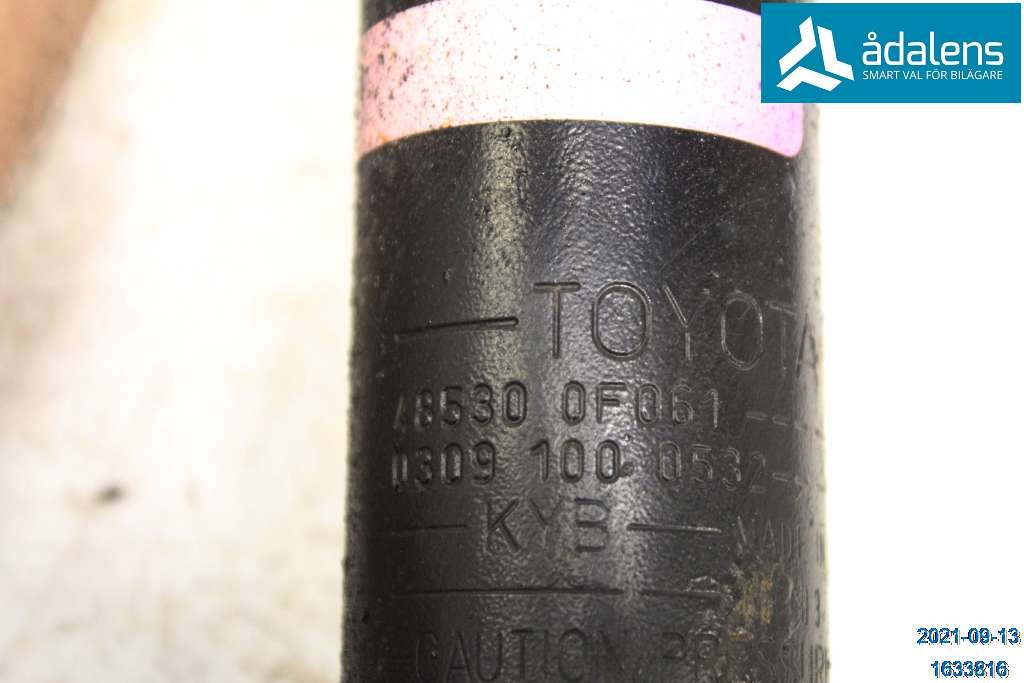 ådalens
SMART VAL FÖR BILÄGARE
TOYOTA
48530 0F061
0309 100 0532
KYB
CAUTION
2021-09-13
1633816